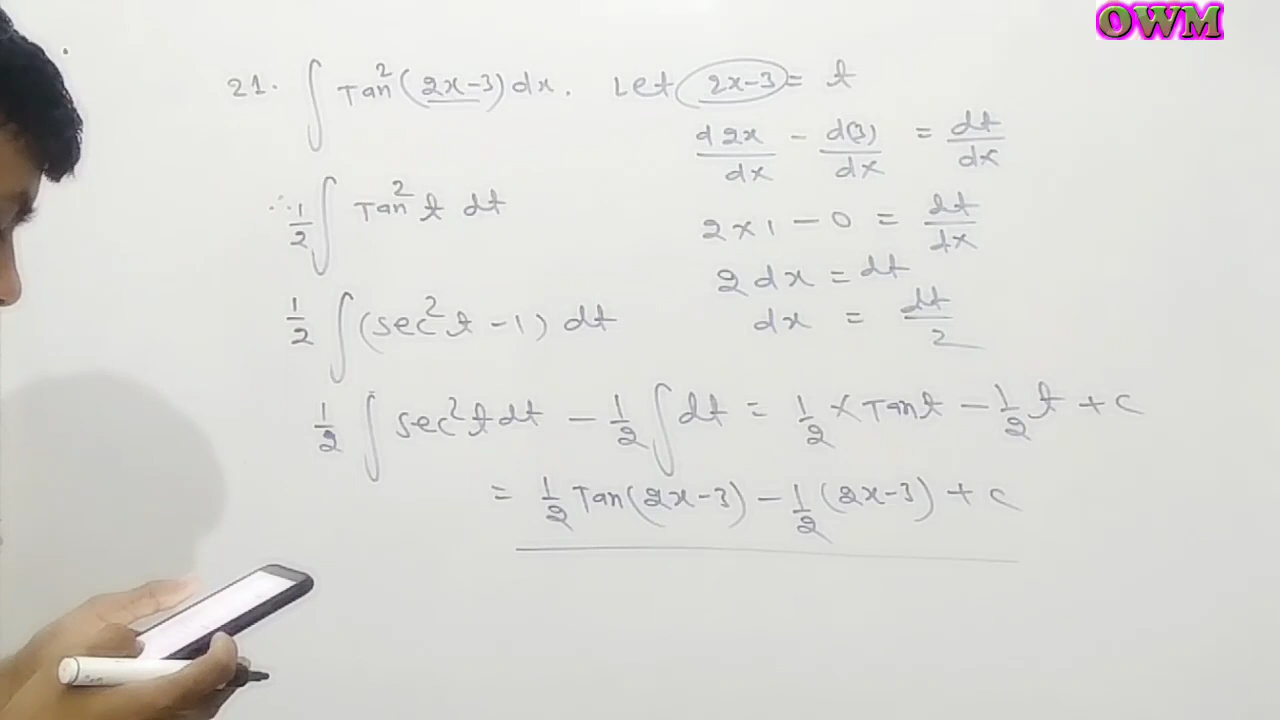 OWM
21. ∫ Tan²(2x-3)dx. Let 2x-3 = t
d2x/dx - d(3)/dx = dt/dx
∴ 1/2 ∫ Tan² t dt
2×1 - 0 = dt/dx
2dx = dt
1/2 ∫ (sec² t - 1) dt
dx = dt/2
1/2 ∫ sec² t dt - 1/2 ∫ dt = 1/2 × Tan t - 1/2 t + c
= 1/2 Tan(2x-3) - 1/2 (2x-3) + c